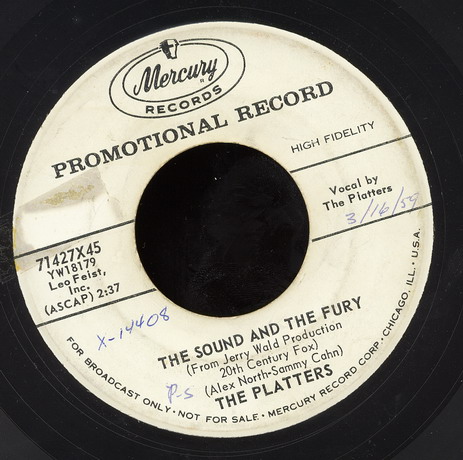 Mercury
RECORDS
PROMOTIONAL RECORD
HIGH FIDELITY
Vocal by
The Platters
3/16/59
71427X45
YW18179
Leo Feist,
Inc.
(ASCAP) 2:37
X-14408
THE SOUND AND THE FURY
(From Jerry Wald Production
20th Century Fox)
(Alex North-Sammy Cahn)
P-S
THE PLATTERS
FOR BROADCAST ONLY • NOT FOR SALE • MERCURY RECORD CORP. • CHICAGO, ILL. • U.S.A.